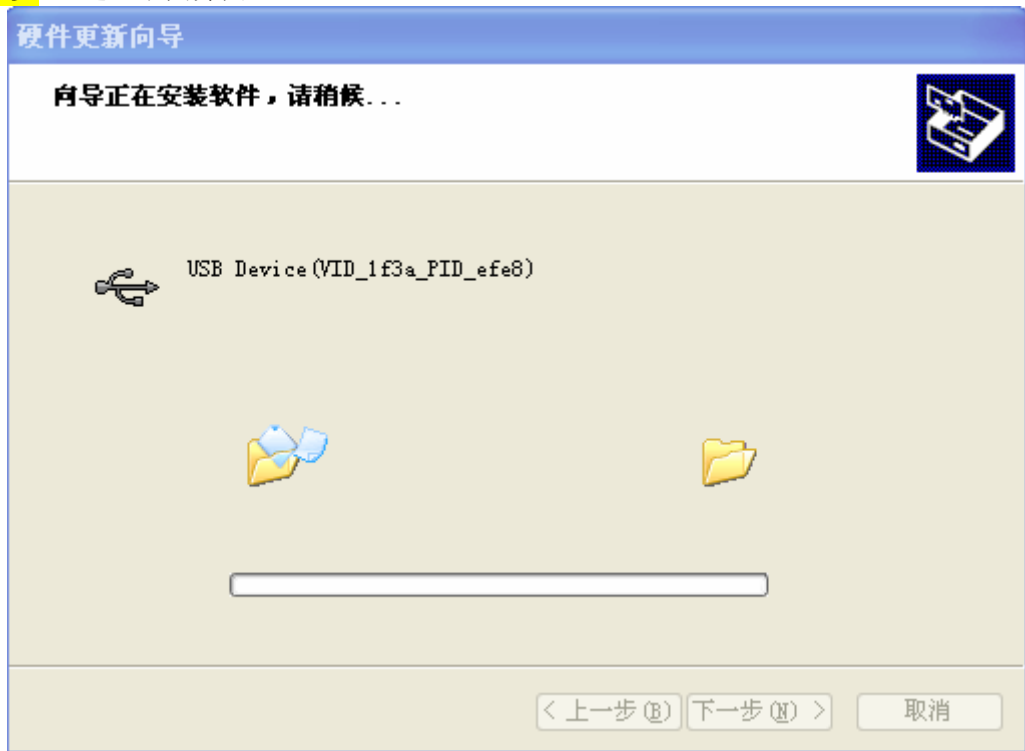 硬件更新向导
向导正在安装软件，请稍候...
USB Device(VID_1f3a_PID_efe8)
< 上一步(B) 下一步(N) > 取消